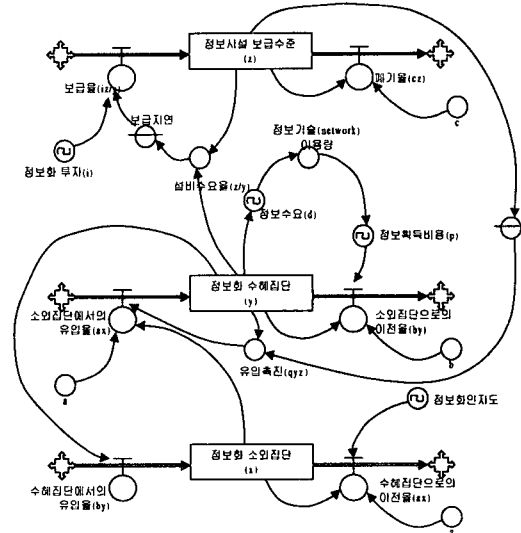 정보시설 보급수준
(z)
보급율(iz/y)
폐기율(cz)
보급지연
c
정보기술(network)
이용량
정보화 투자(i)
설비수요율(z/y)
정보수요(d)
정보획득비용(p)
정보화 수혜집단
(y)
소외집단에서의
유입율(ax)
소외집단으로의
이전율(by)
유입촉진(qyz)
a
b
정보화인지도
정보화 소외집단
(x)
수혜집단에서의
유입율(by)
수혜집단으로의
이전율(ax)